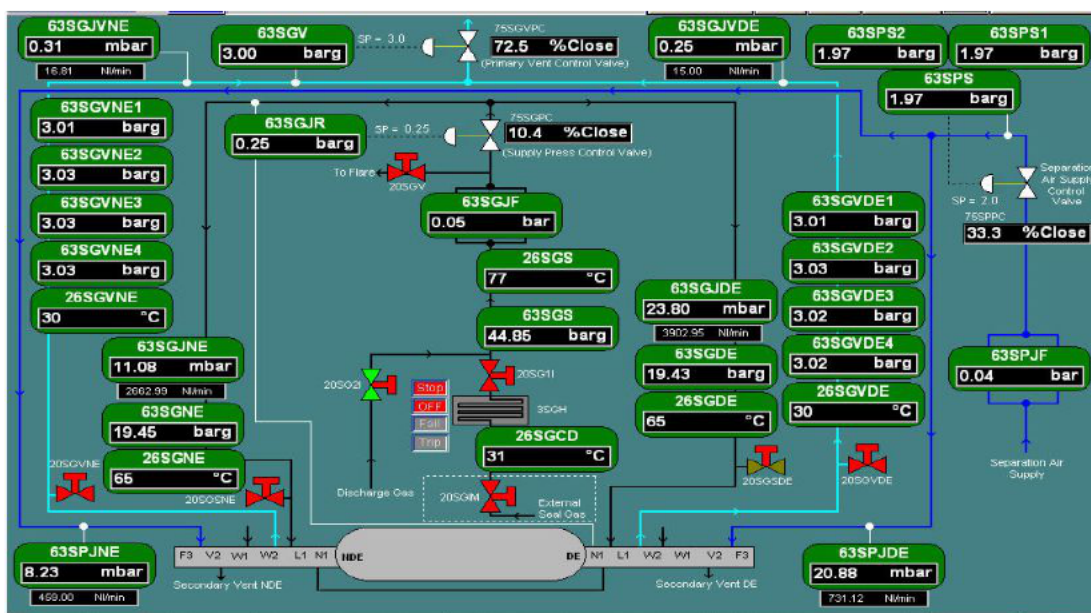 63SGJVNE
0.31 mbar
16.81 Nl/min
63SGV
3.00 barg
SP = 3.0
75SGVPC
72.5 %Close
(Primary Vent Control Valve)
63SGJVDE
0.25 mbar
15.00 Nl/min
63SPS2
1.97 barg
63SPS1
1.97 barg
63SPS
1.97 barg
63SGVNE1
3.01 barg
63SGVNE2
3.03 barg
63SGVNE3
3.03 barg
63SGVNE4
3.03 barg
26SGVNE
30 °C
63SGJR
0.25 barg
SP = 0.25
75SGPC
10.4 %Close
(Supply Press Control Valve)
To Flare
20SGV
63SGJF
0.05 bar
26SGS
77 °C
63SGS
44.85 barg
Separation
Air Supply
Control
Valve
SP = 2.0
75SPPC
33.3 %Close
63SGVDE1
3.01 barg
63SGVDE2
3.03 barg
63SGVDE3
3.02 barg
63SGVDE4
3.02 barg
26SGVDE
30 °C
63SGJDE
23.80 mbar
3902.95 Nl/min
63SGDE
19.43 barg
26SGDE
65 °C
63SPJF
0.04 bar
Separation Air
Supply
63SGJNE
11.08 mbar
2662.99 Nl/min
63SGNE
19.45 barg
26SGNE
65 °C
20SGVNE
20SGSNE
20SG2I
Stop
OFF
Fail
Trip
20SG1I
3SGH
26SGCD
31 °C
Discharge Gas
20SGIM
External
Seal Gas
20SGSDE
20SGVDE
63SPJNE
8.23 mbar
459.00 Nl/min
F3 V2 W1 W2 L1 N1 NDE
DE N1 L1 W2 W1 V2 F3
Secondary Vent NDE
Secondary Vent DE
63SPJDE
20.88 mbar
731.12 Nl/min